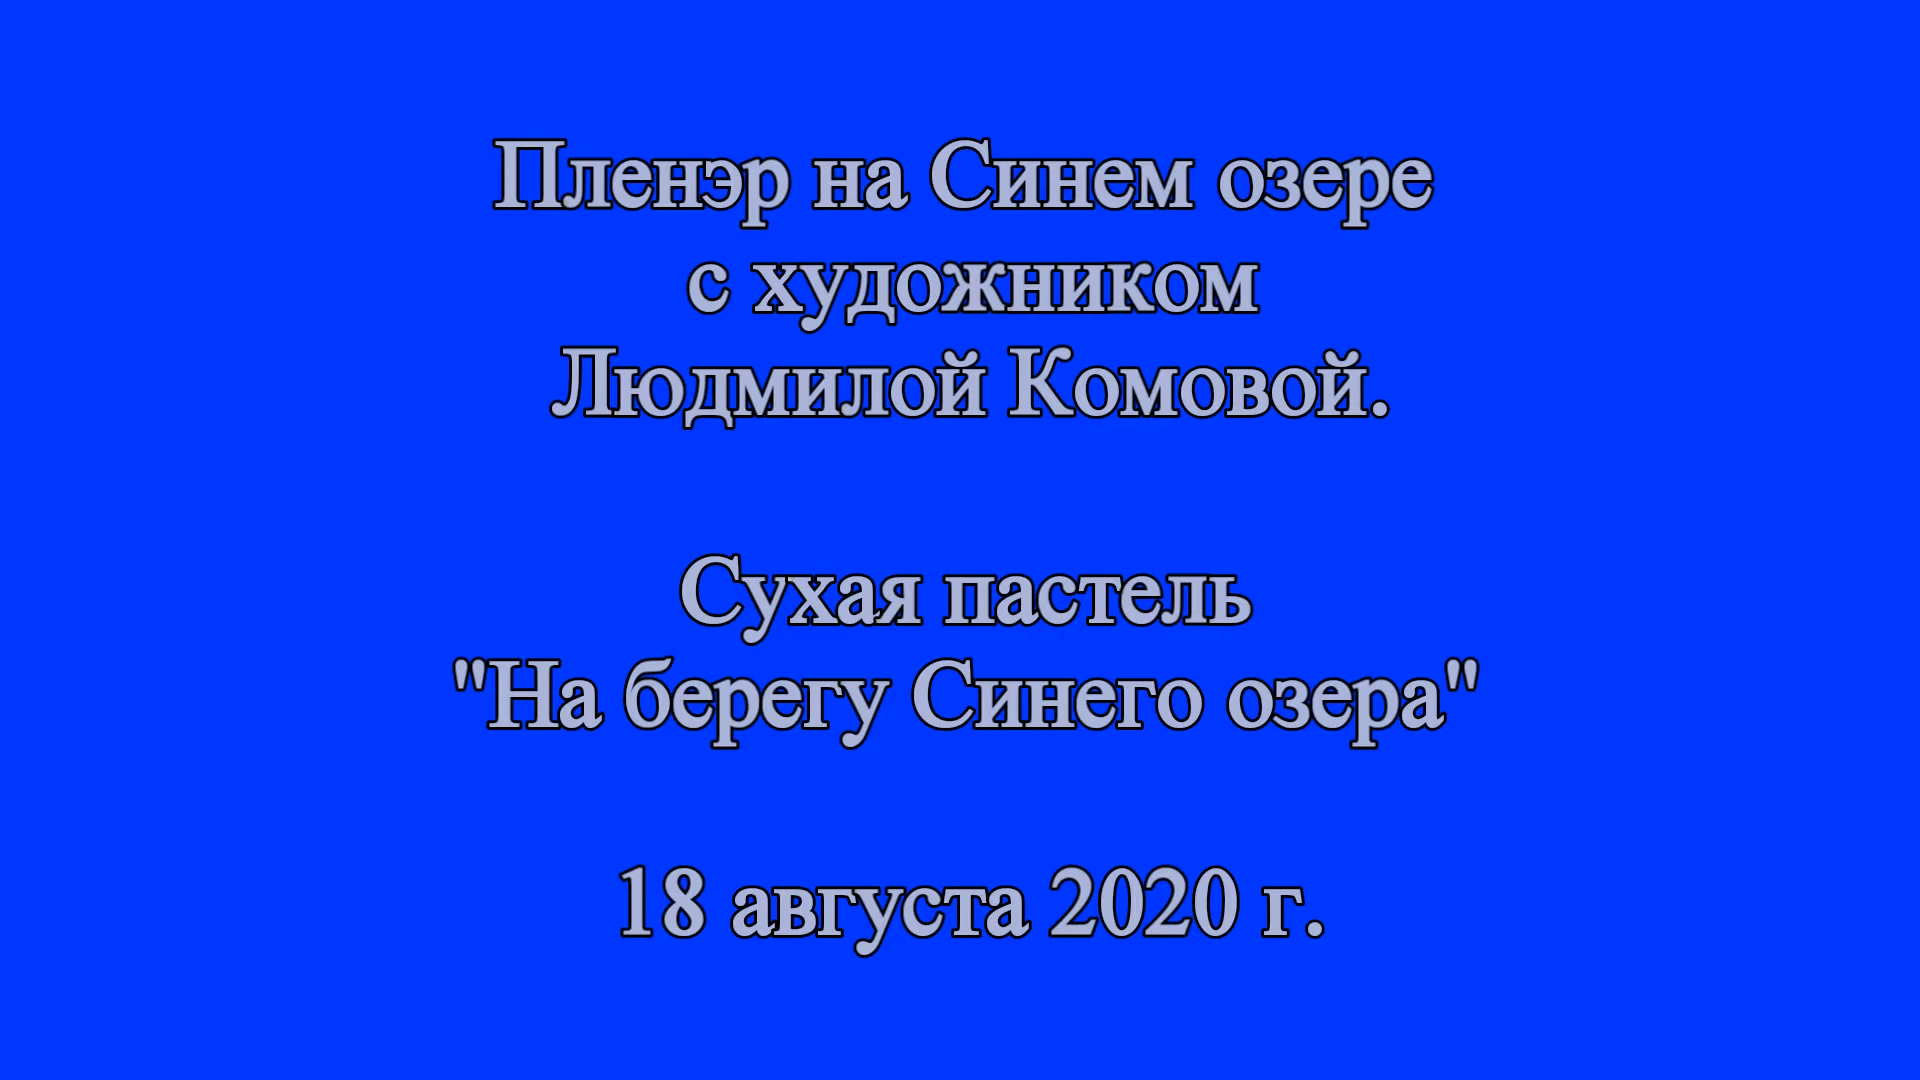 Пленэр на Синем озере
с художником
Людмилой Комовой.
Сухая пастель
"На берегу Синего озера"
18 августа 2020 г.